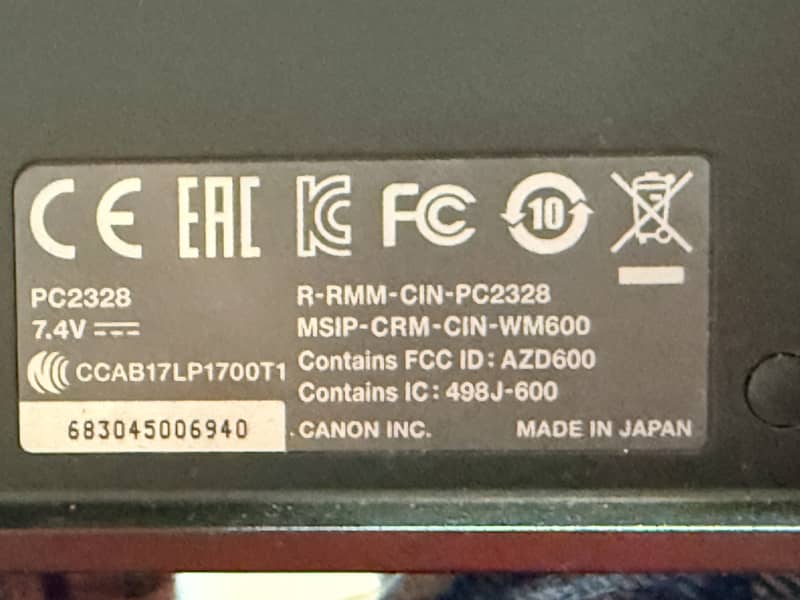 CE EAC KC FC 10
PC2328
7.4V
CCAB17LP1700T1
683045006940
R-RMM-CIN-PC2328
MSIP-CRM-CIN-WM600
Contains FCC ID: AZD600
Contains IC: 498J-600
CANON INC. MADE IN JAPAN